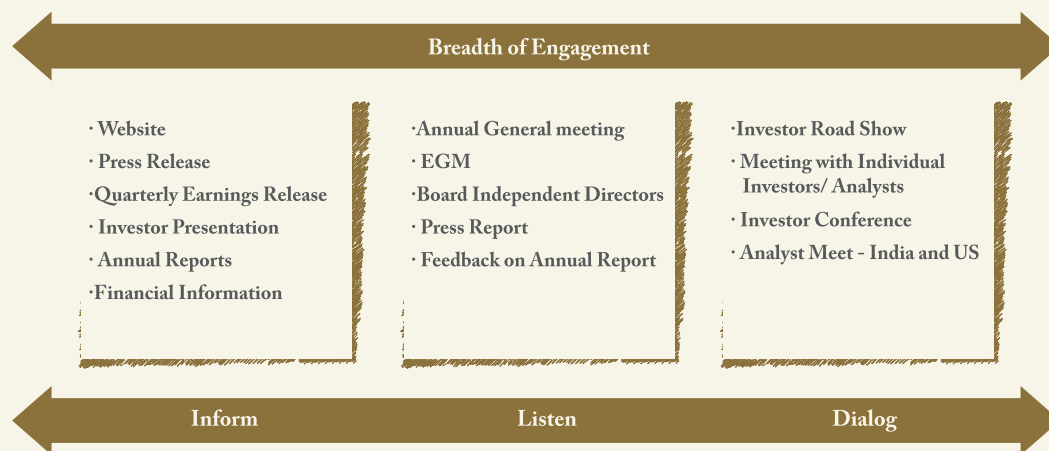 Breadth of Engagement
· Website
· Press Release
·Quarterly Earnings Release
· Investor Presentation
· Annual Reports
·Financial Information
·Annual General meeting
· EGM
·Board Independent Directors
· Press Report
· Feedback on Annual Report
·Investor Road Show
· Meeting with Individual
Investors/ Analysts
· Investor Conference
· Analyst Meet - India and US
Inform
Listen
Dialog